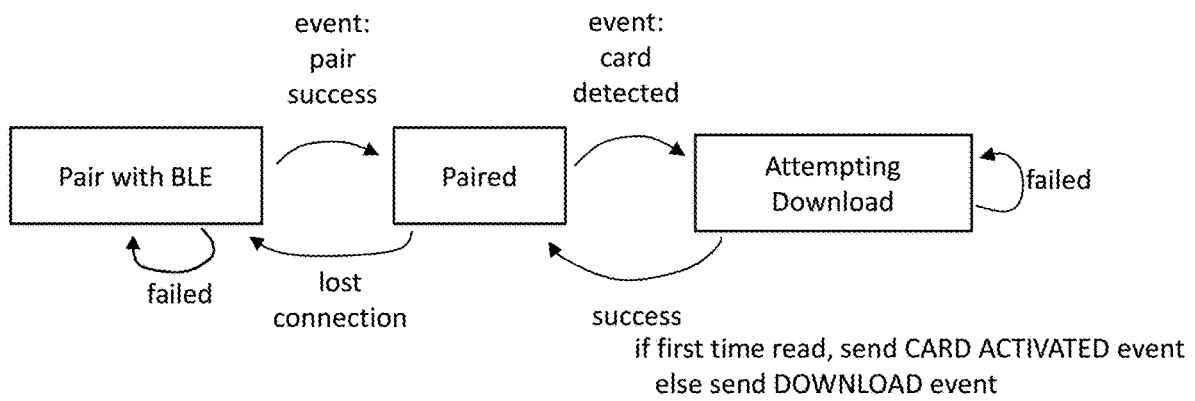 event:
pair
success
event:
card
detected
Pair with BLE
Paired
Attempting
Download
failed
failed
lost
connection
success
if first time read, send CARD ACTIVATED event
else send DOWNLOAD event